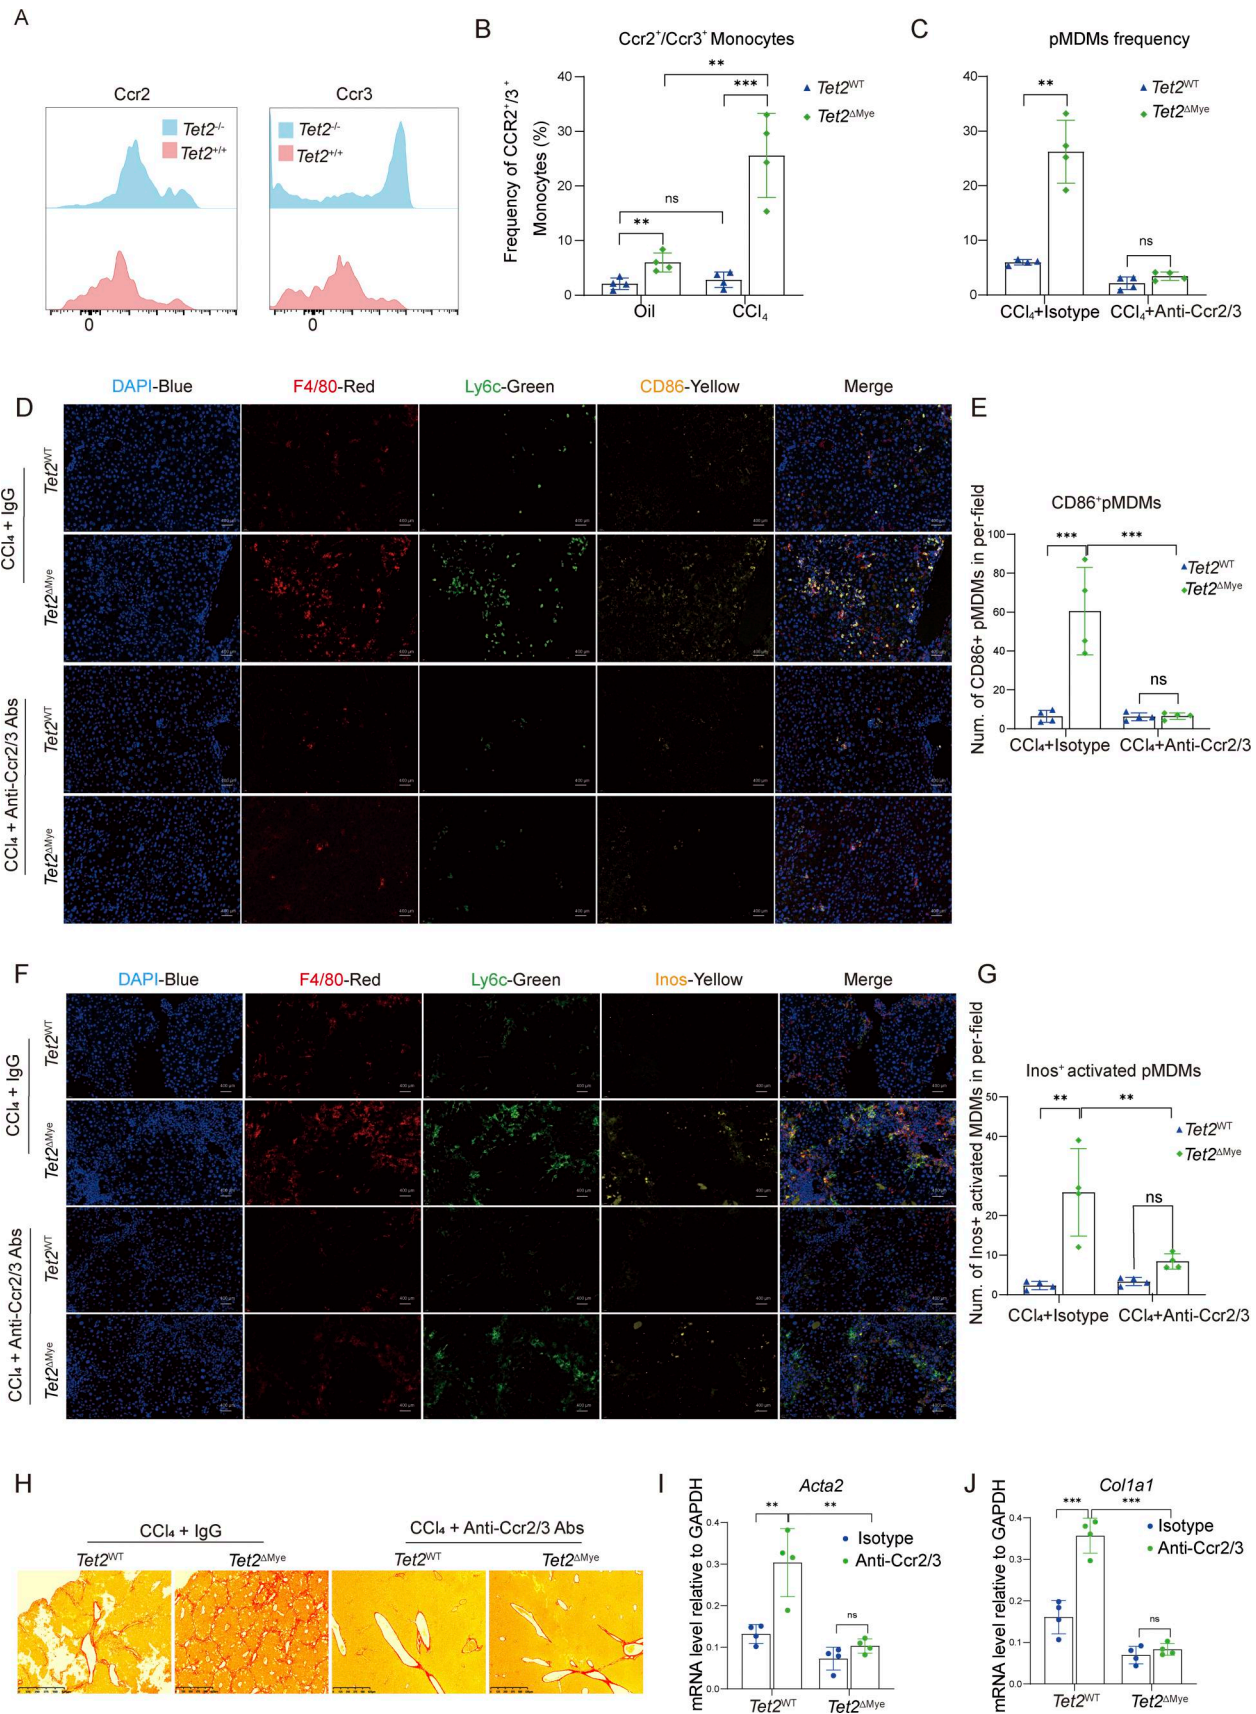 A
Ccr2
Ccr3
Tet2-/-
Tet2+/+
Tet2-/-
Tet2+/+
0
0
B
Ccr2+/Ccr3+ Monocytes
Frequency of CCR2+/3+
Monocytes (%)
40
30
20
10
0
**
***
ns
**
Tet2WT
Tet2ΔMye
Oil
CCl₄
C
pMDMs frequency
40
30
20
10
0
**
ns
Tet2WT
Tet2ΔMye
CCl₄+Isotype
CCl₄+Anti-Ccr2/3
D
DAPI-Blue
F4/80-Red
Ly6c-Green
CD86-Yellow
Merge
CCl₄ + IgG
Tet2WT
Tet2ΔMye
CCl₄ + Anti-Ccr2/3 Abs
Tet2WT
Tet2ΔMye
E
CD86+pMDMs
Num. of CD86+ pMDMs in per-field
100
80
60
40
20
0
***
***
ns
Tet2WT
Tet2ΔMye
CCl₄+Isotype
CCl₄+Anti-Ccr2/3
F
DAPI-Blue
F4/80-Red
Ly6c-Green
Inos-Yellow
Merge
CCl₄ + IgG
Tet2WT
Tet2ΔMye
CCl₄ + Anti-Ccr2/3 Abs
Tet2WT
Tet2ΔMye
G
Inos+ activated pMDMs
Num. of Inos+ activated MDMs in per-field
50
40
20
10
0
**
**
ns
Tet2WT
Tet2ΔMye
CCl₄+Isotype
CCl₄+Anti-Ccr2/3
H
CCl₄ + IgG
CCl₄ + Anti-Ccr2/3 Abs
Tet2WT
Tet2ΔMye
Tet2WT
Tet2ΔMye
I
Acta2
mRNA level relative to GAPDH
0.4
0.3
0.2
0.1
0.0
**
**
ns
Isotype
Anti-Ccr2/3
Tet2WT
Tet2ΔMye
J
Col1a1
mRNA level relative to GAPDH
0.4
0.3
0.2
0.1
0.0
***
***
ns
Isotype
Anti-Ccr2/3
Tet2WT
Tet2ΔMye